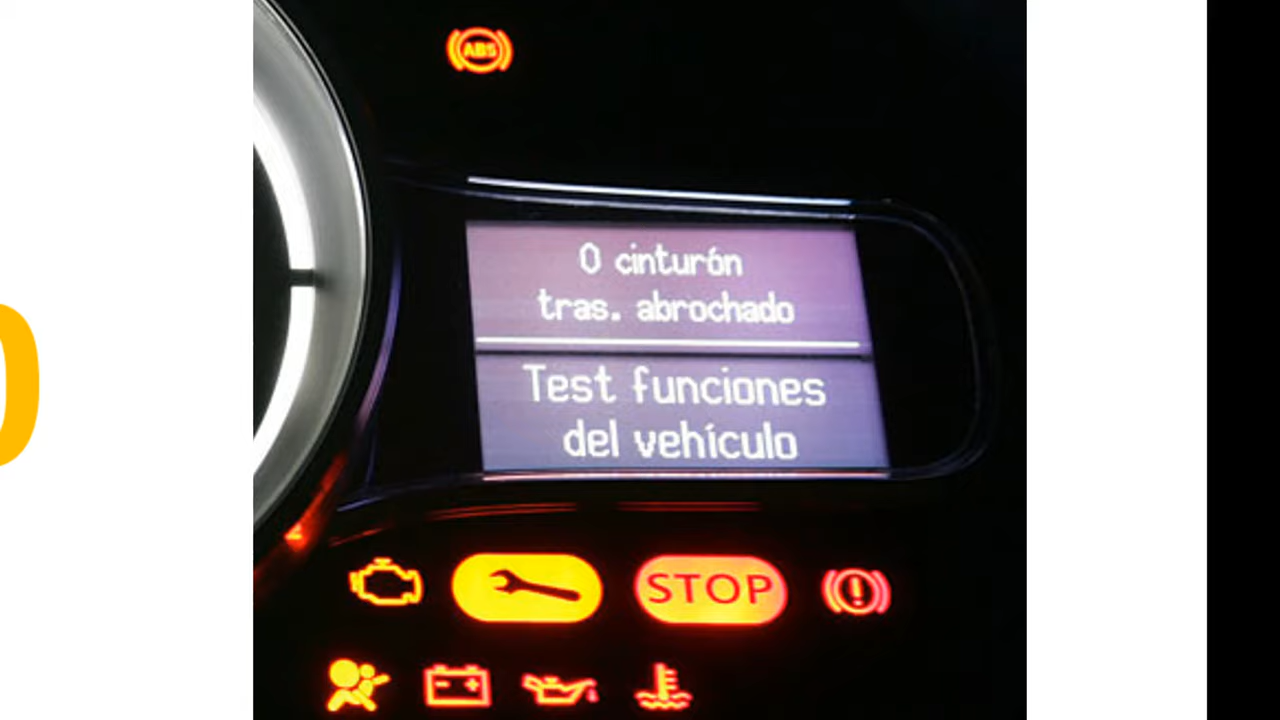 ABS
0 cinturón
tras. abrochado
Test funciones
del vehículo
STOP